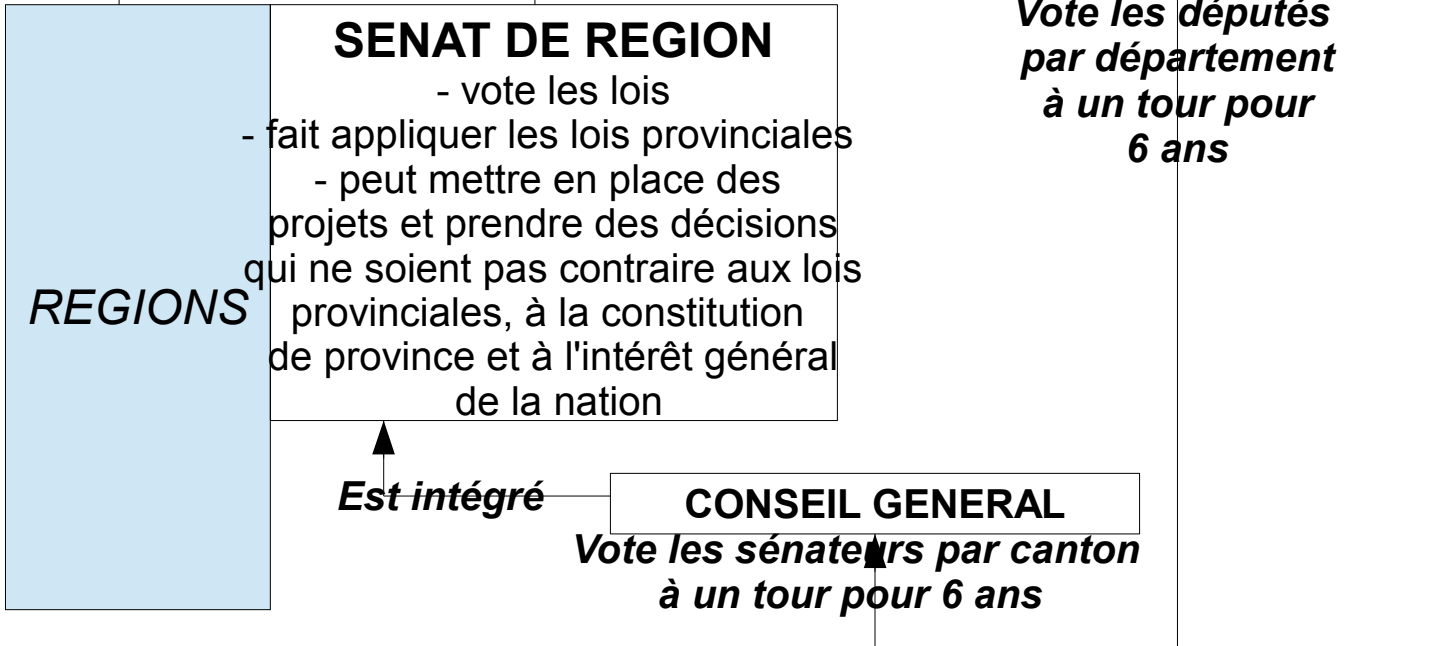 SENAT DE REGION
- vote les lois
- fait appliquer les lois provinciales
- peut mettre en place des
projets et prendre des décisions
qui ne soient pas contraire aux lois
provinciales, à la constitution
de province et à l'intérêt général
de la nation
REGIONS
Vote les députés
par département
à un tour pour
6 ans
Est intégré
CONSEIL GENERAL
Vote les sénateurs par canton
à un tour pour 6 ans